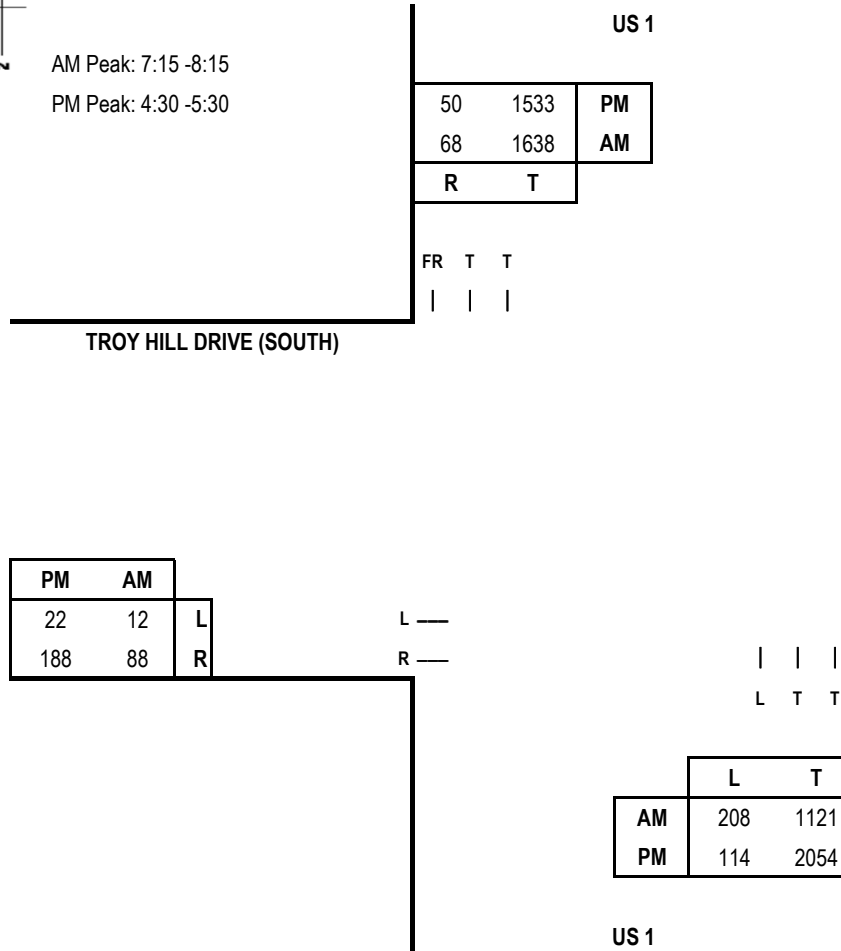 US 1
AM Peak: 7:15 -8:15
PM Peak: 4:30 -5:30
50 1533 PM
68 1638 AM
R T
FR T T
TROY HILL DRIVE (SOUTH)
PM AM
22 12 L
188 88 R
L
R
L T T
L T
AM 208 1121
PM 114 2054
US 1